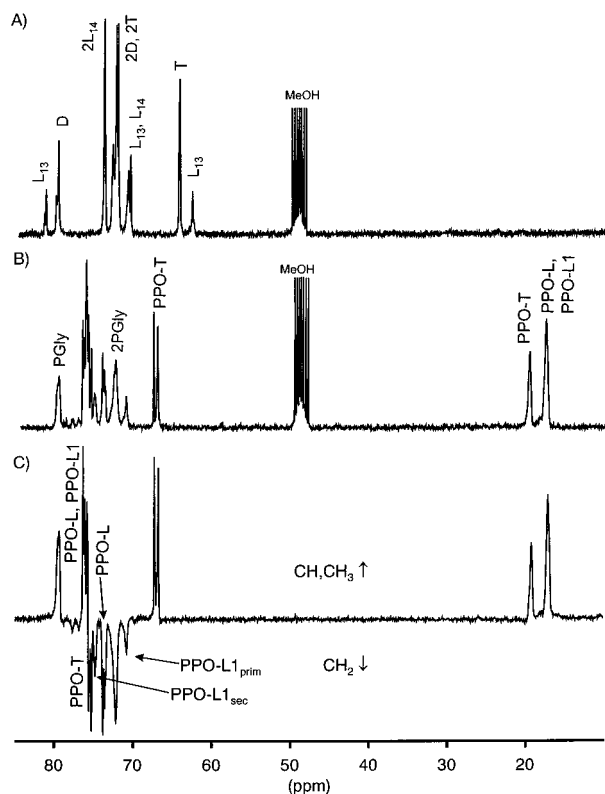 A)
L13
D
2L14
2D, 2T
L13, L14
T
L13
MeOH
B)
PGly
2PGly
PPO-T
MeOH
PPO-T
PPO-L,
PPO-L1
C)
PPO-L, PPO-L1
PPO-L
CH,CH3 ↑
PPO-T
PPO-L1prim
PPO-L1sec
CH2 ↓
80 70 60 50 40 30 20
(ppm)